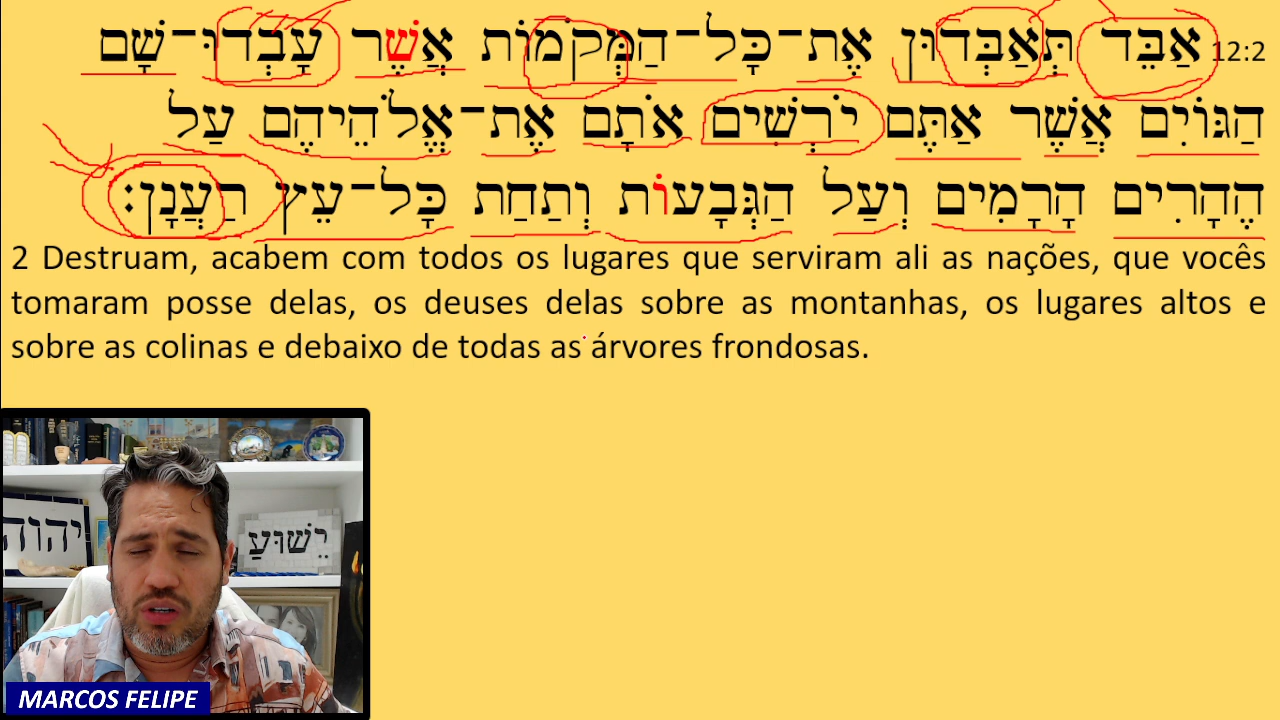 12:2 אַבֵּד תְּאַבְּדוּן אֶת־כָּל־הַמְּקֹמוֹת אֲשֶׁר עָבְדוּ־שָׁם
הַגּוֹיִם אֲשֶׁר אַתֶּם יֹרְשִׁים אֹתָם אֶת־אֱלֹהֵיהֶם עַל
הֶהָרִים הָרָמִים וְעַל הַגְּבָעוֹת וְתַחַת כָּל־עֵץ רַעֲנָן׃
2 Destruam, acabem com todos os lugares que serviram ali as nações, que vocês
tomaram posse delas, os deuses delas sobre as montanhas, os lugares altos e
sobre as colinas e debaixo de todas as árvores frondosas.
יהוה
יֵשׁוּעַ
MARCOS FELIPE